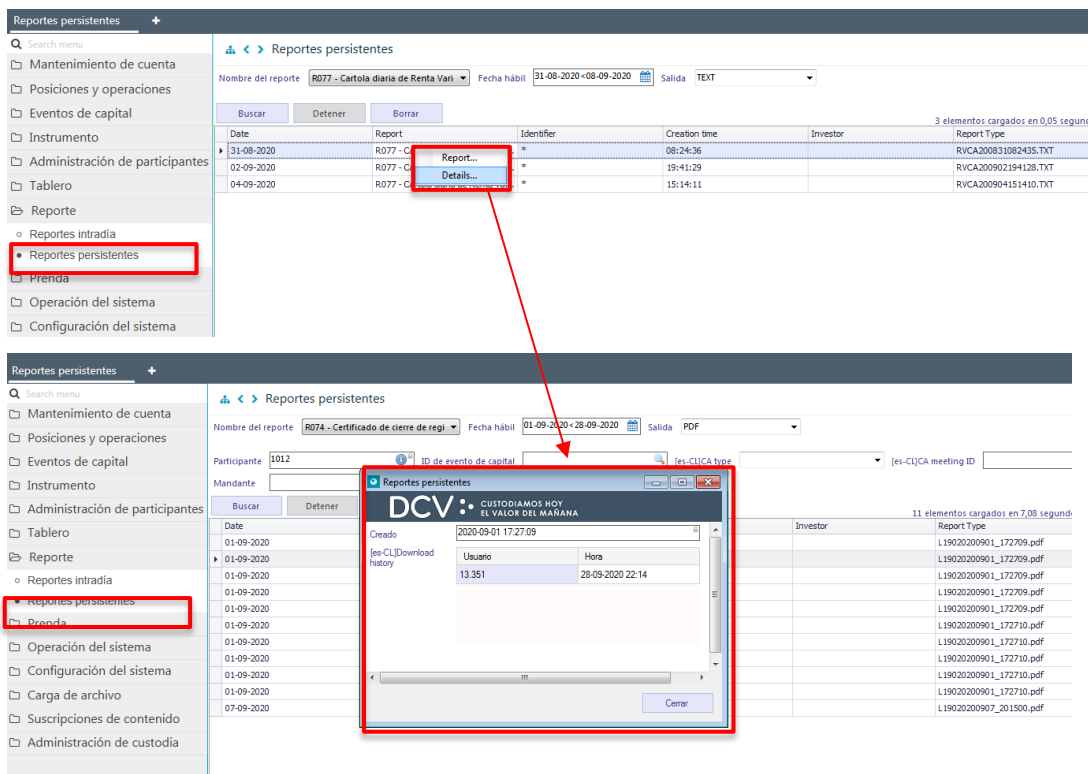 Reportes persistentes +
Search menu
Mantenimiento de cuenta
Posiciones y operaciones
Eventos de capital
Instrumento
Administración de participantes
Tablero
Reporte
Reportes intradía
Reportes persistentes
Prenda
Operación del sistema
Configuración del sistema
Reportes persistentes
Nombre del reporte R077 - Cartola diaria de Renta Vari Fecha hábil 31-08-2020<08-09-2020 Salida TEXT
Buscar Detener Borrar
3 elementos cargados en 0,05 segund
Date Report Identifier Creation time Investor Report Type
31-08-2020 R077 - C * 08:24:36 RVCA200831082435.TXT
02-09-2020 R077 - C * 19:41:29 RVCA200902194128.TXT
04-09-2020 R077 - Cartola diaria de Renta Vari... * 15:14:11 RVCA200904151410.TXT
Report...
Details...
Reportes persistentes +
Search menu
Mantenimiento de cuenta
Posiciones y operaciones
Eventos de capital
Instrumento
Administración de participantes
Tablero
Reporte
Reportes intradía
Reportes persistentes
Prenda
Operación del sistema
Configuración del sistema
Carga de archivo
Suscripciones de contenido
Administración de custodia
Reportes persistentes
Nombre del reporte R074 - Certificado de cierre de regi Fecha hábil 01-09-2020<28-09-2020 Salida PDF
Participante 1012 ID de evento de capital [es-CL]CA type [es-CL]CA meeting ID
Mandante
Buscar Detener
11 elementos cargados en 7,08 segund
Date Investor Report Type
01-09-2020 L19020200901_172709.pdf
01-09-2020 L19020200901_172709.pdf
01-09-2020 L19020200901_172709.pdf
01-09-2020 L19020200901_172709.pdf
01-09-2020 L19020200901_172709.pdf
01-09-2020 L19020200901_172710.pdf
01-09-2020 L19020200901_172710.pdf
01-09-2020 L19020200901_172710.pdf
01-09-2020 L19020200901_172710.pdf
01-09-2020 L19020200901_172710.pdf
07-09-2020 L19020200907_201500.pdf
Reportes persistentes
DCV CUSTODIAMOS HOY
EL VALOR DEL MAÑANA
Creado 2020-09-01 17:27:09
[es-CL]Download
history
Usuario Hora
13.351 28-09-2020 22:14
Cerrar